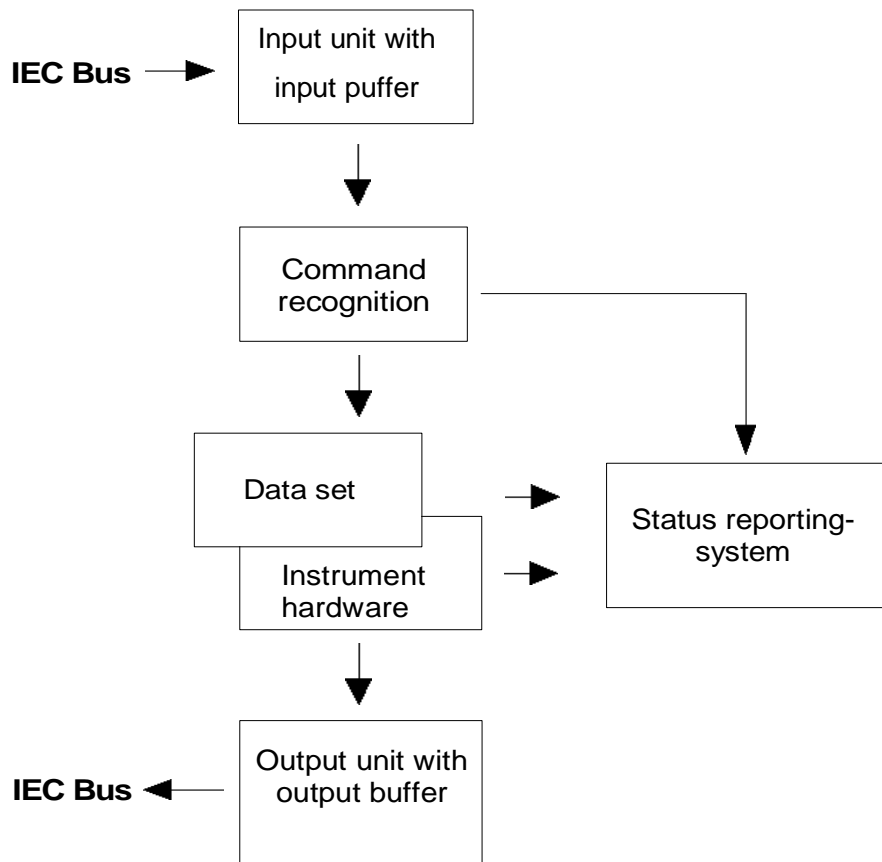 Input unit with
input puffer
IEC Bus
Command
recognition
Data set
Instrument
hardware
Status reporting-
system
Output unit with
output buffer
IEC Bus